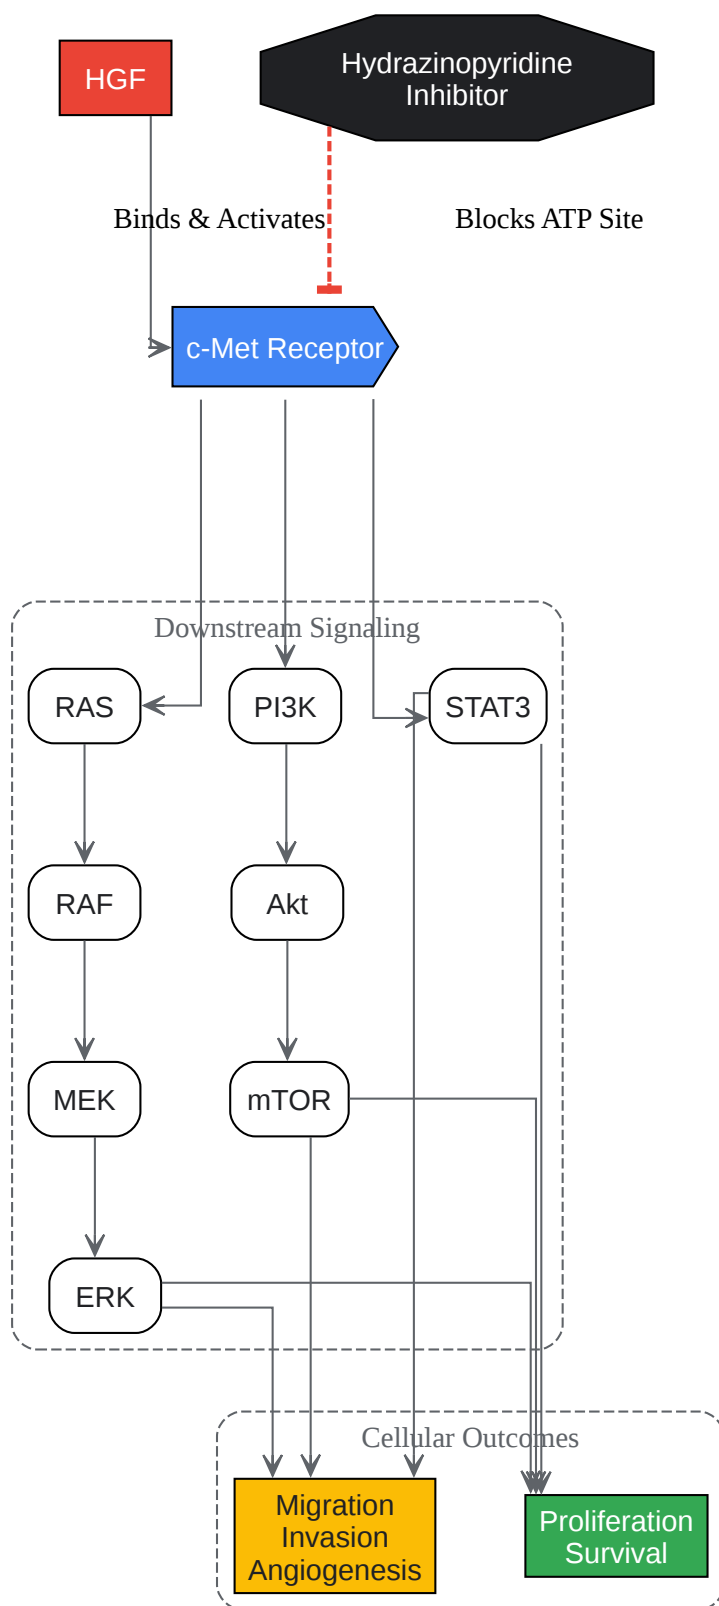 HGF
Hydrazinopyridine
Inhibitor
Binds & Activates
Blocks ATP Site
c-Met Receptor
Downstream Signaling
RAS
PI3K
STAT3
RAF
Akt
MEK
mTOR
ERK
Cellular Outcomes
Migration
Invasion
Angiogenesis
Proliferation
Survival